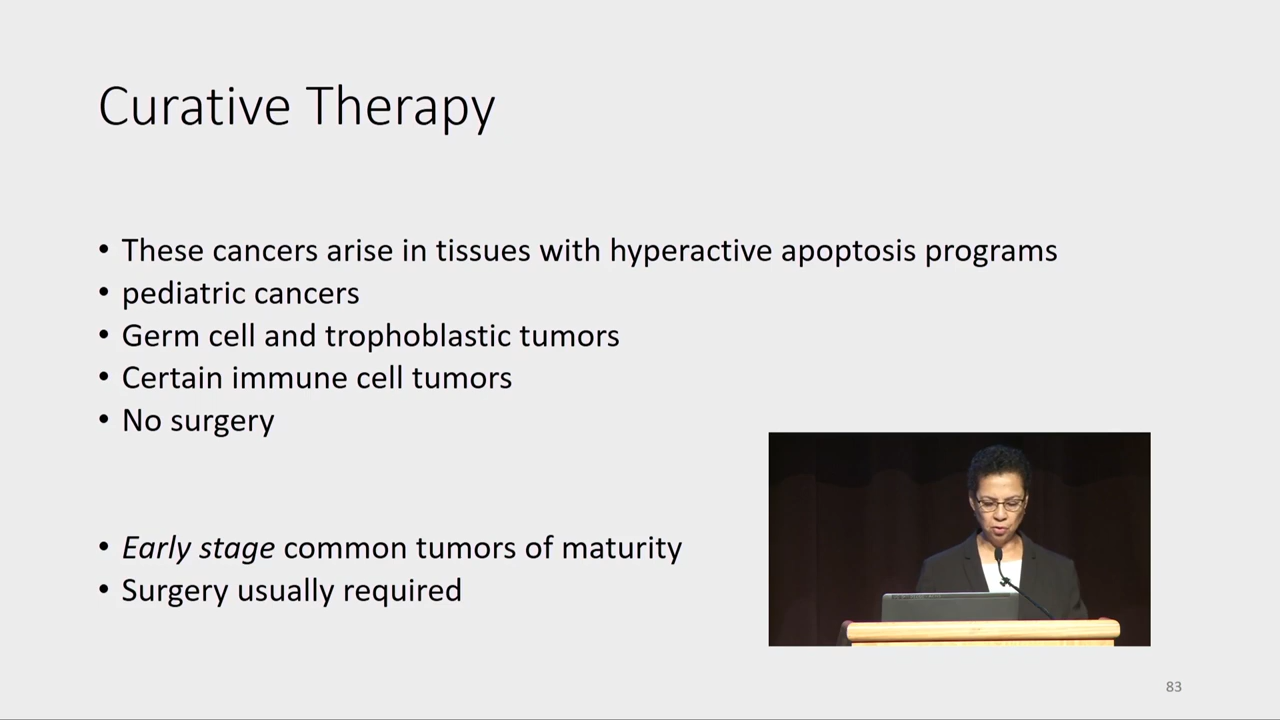 Curative Therapy
• These cancers arise in tissues with hyperactive apoptosis programs
• pediatric cancers
• Germ cell and trophoblastic tumors
• Certain immune cell tumors
• No surgery
• Early stage common tumors of maturity
• Surgery usually required
83